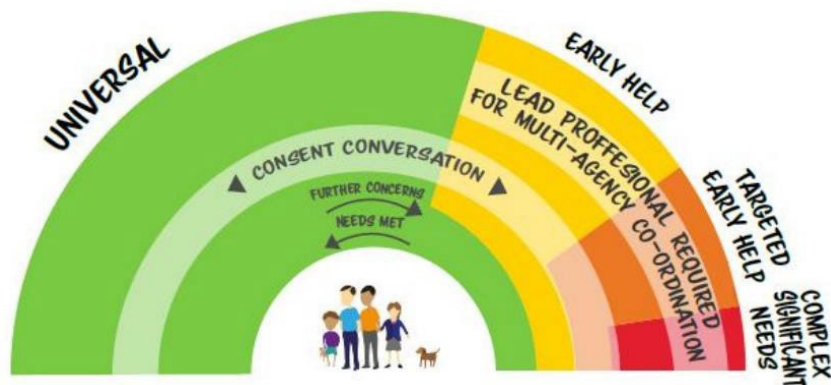 UNIVERSAL
EARLY HELP
TARGETED
EARLY HELP
COMPLEX
SIGNIFICANT
NEEDS
LEAD PROFFESIONAL REQUIRED
FOR MULTI-AGENCY CO-ORDINATION
CONSENT CONVERSATION
FURTHER CONCERNS
NEEDS MET